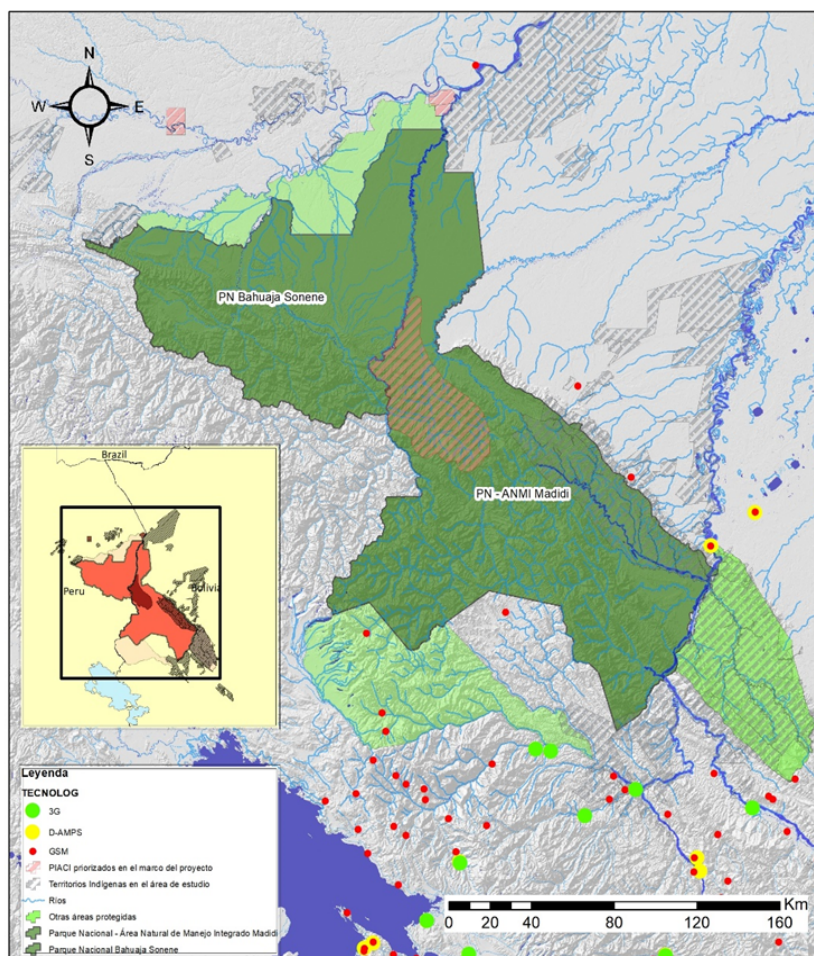 N
W E
S
PN Bahuaja Sonene
PN - ANMI Madidi
Brazil
Peru
Bolivia
Leyenda
TECNOLOG
3G
D-AMPS
GSM
PIACI priorizados en el marco del proyecto
Territorios Indígenas en el área de estudio
Ríos
Otras áreas protegidas
Parque Nacional - Área Natural de Manejo Integrado Madidi
Parque Nacional Bahuaja Sonene
Km
0 10 20 40 80 120 160